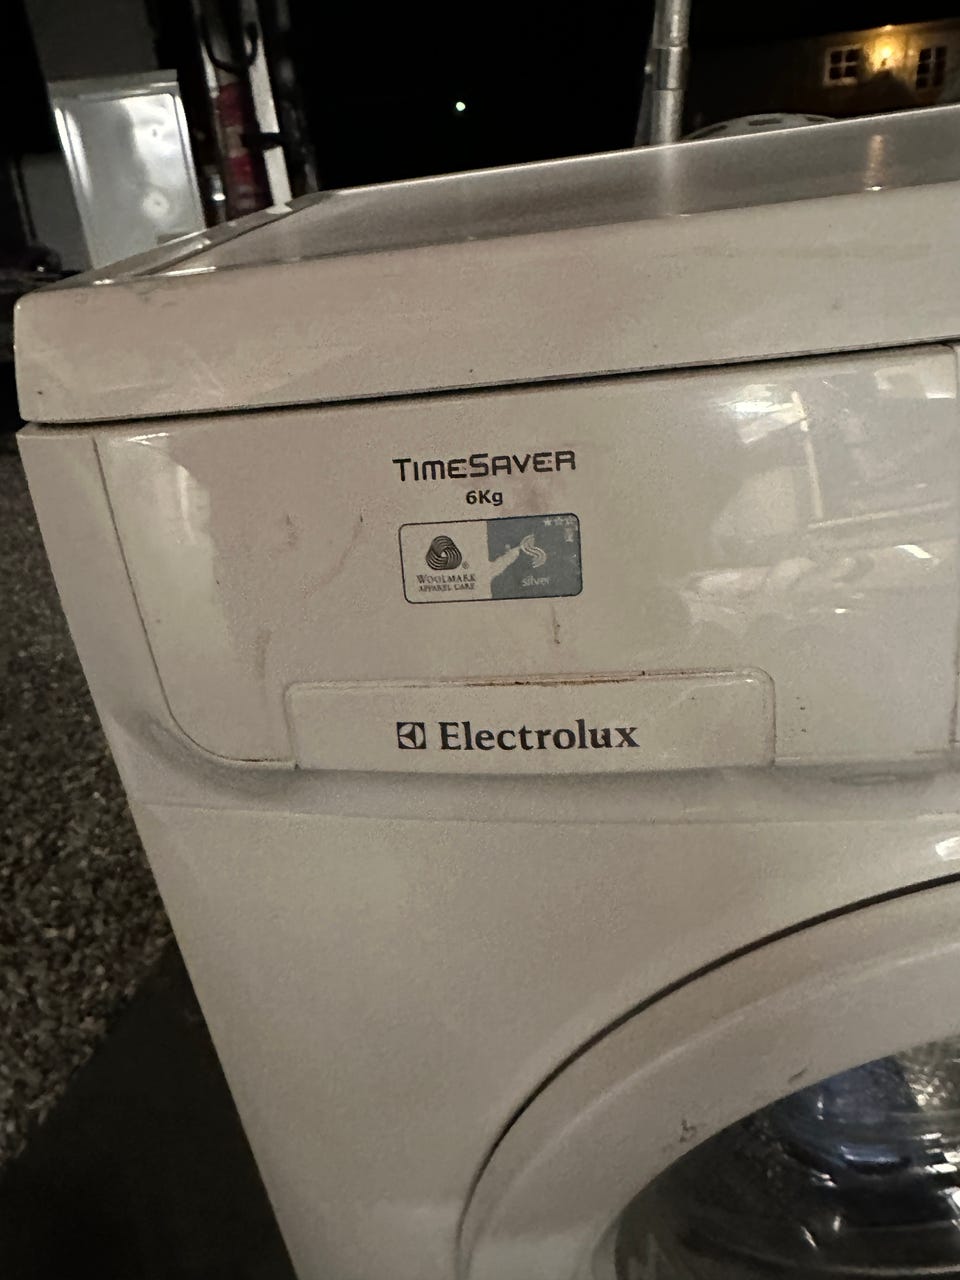 TIMESAVER
6Kg
WOOLMARK
APPAREL CARE
®
silver
Electrolux